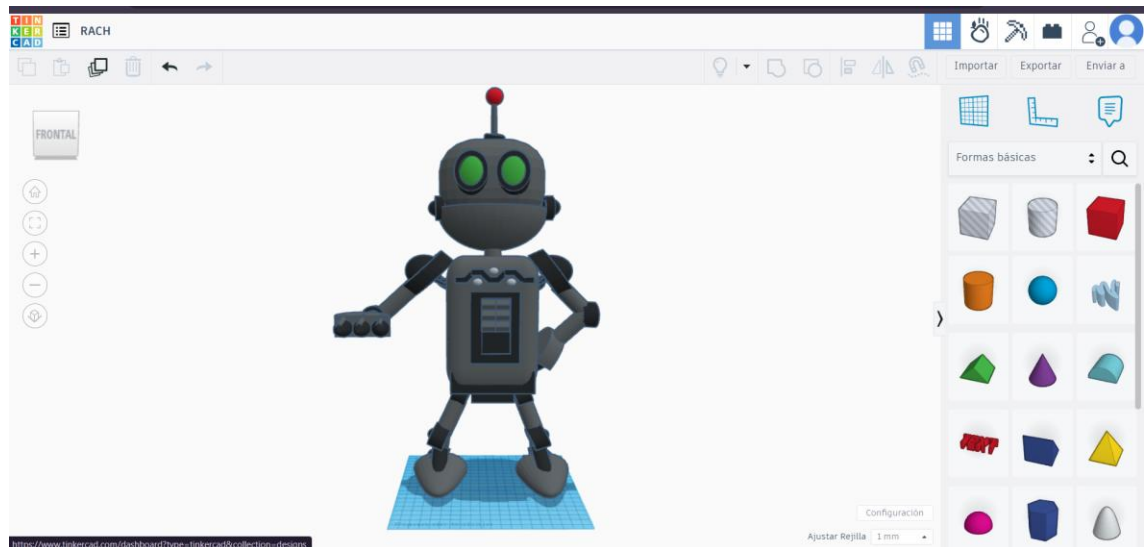 TIN
KER
CAD
RACH
Importar
Exportar
Enviar a
FRONTAL
Formas básicas
TEXT
Configuración
Ajustar Rejilla
1 mm
https://www.tinkercad.com/dashboard?type=tinkercad&collection=designs